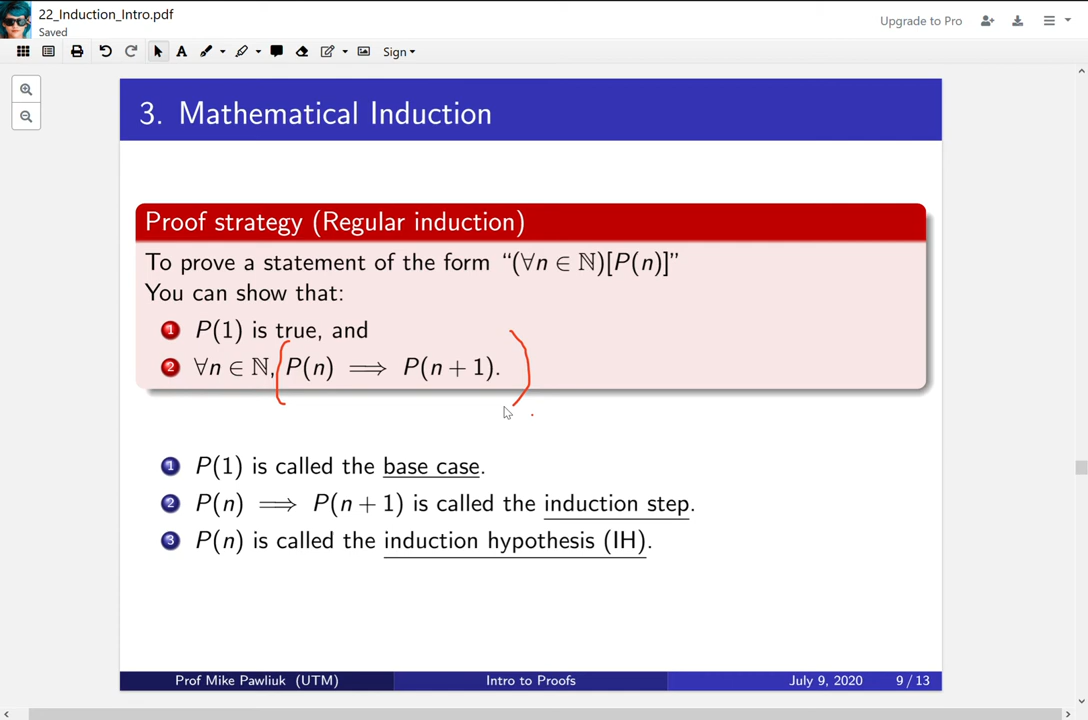 22_Induction_Intro.pdf
Saved
Upgrade to Pro
A
Sign
3. Mathematical Induction
Proof strategy (Regular induction)
To prove a statement of the form “(∀n ∈ ℕ)[P(n)]”
You can show that:
1 P(1) is true, and
2 ∀n ∈ ℕ, (P(n) ⟹ P(n + 1).)
1 P(1) is called the base case.
2 P(n) ⟹ P(n + 1) is called the induction step.
3 P(n) is called the induction hypothesis (IH).
Prof Mike Pawliuk (UTM) Intro to Proofs July 9, 2020 9 / 13